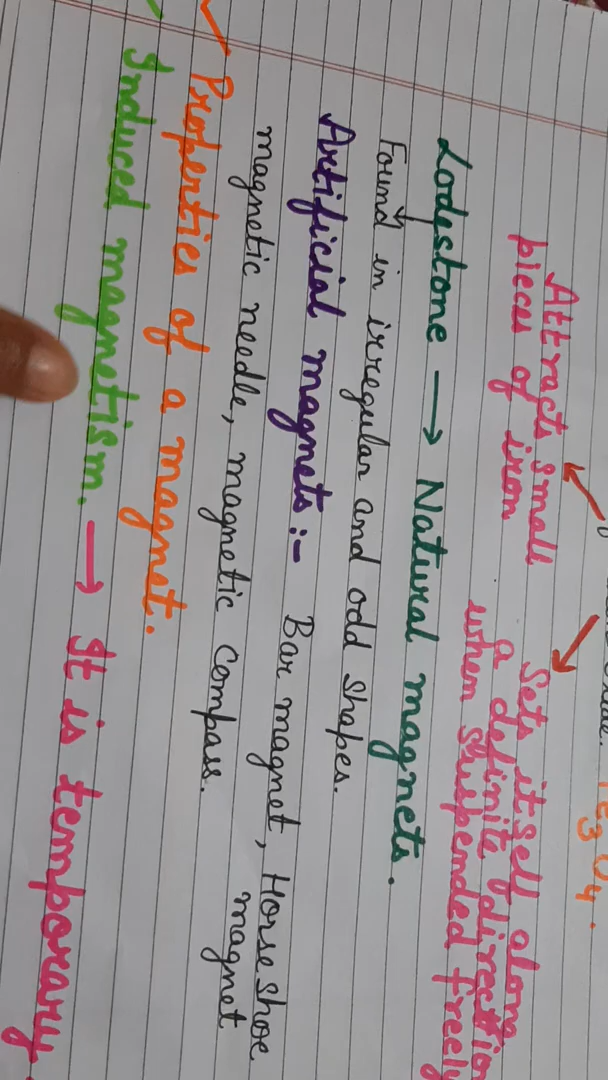 Fe3O4.
Attracts small
pieces of iron
Sets itself along
a definite direction
when suspended freely
Lodestone → Natural magnets.
Found in irregular and odd shapes.
Artificial magnets :- Bar magnet, Horse shoe
magnet
magnetic needle, magnetic compass.
✓ Properties of a magnet.
✓ Induced magnetism. → It is temporary.